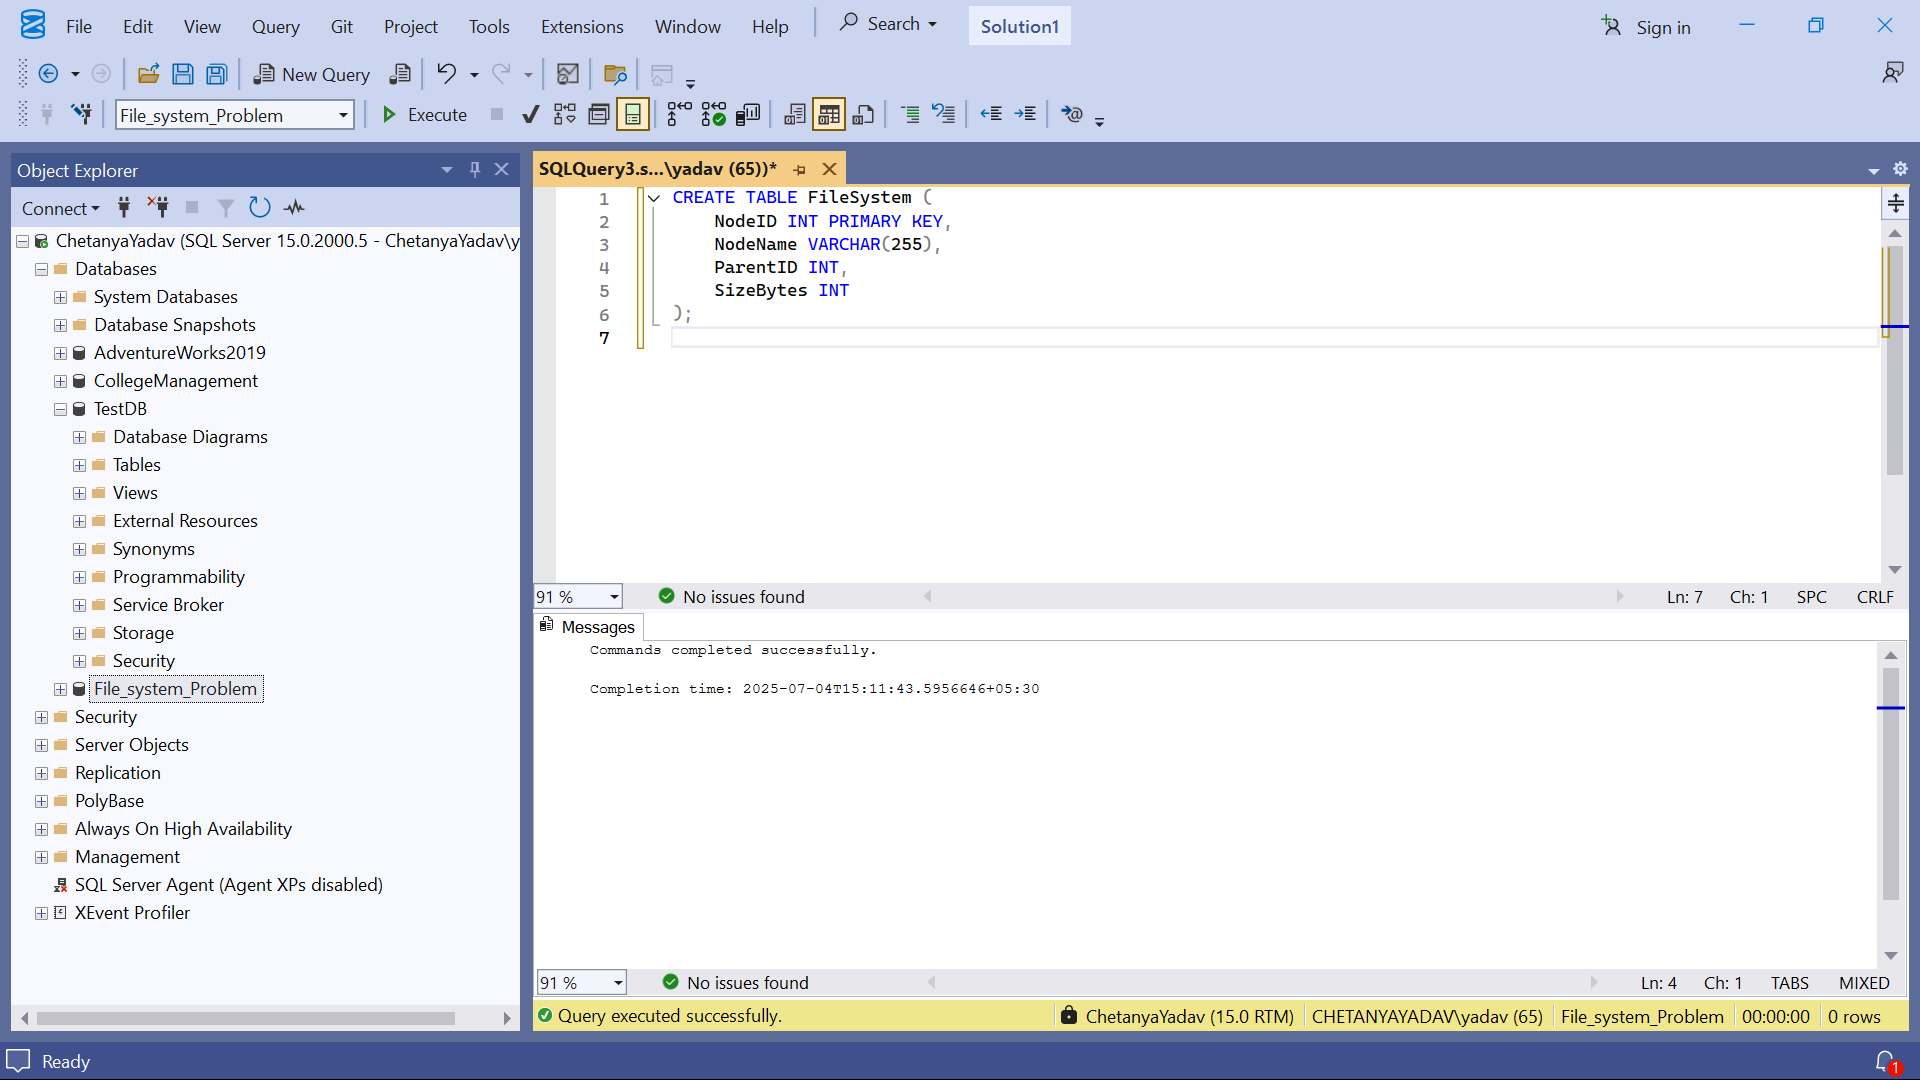 File Edit View Query Git Project Tools Extensions Window Help Search Solution1 Sign in
New Query
File_system_Problem Execute
Object Explorer
Connect
ChetanyaYadav (SQL Server 15.0.2000.5 - ChetanyaYadav\y
Databases
System Databases
Database Snapshots
AdventureWorks2019
CollegeManagement
TestDB
Database Diagrams
Tables
Views
External Resources
Synonyms
Programmability
Service Broker
Storage
Security
File_system_Problem
Security
Server Objects
Replication
PolyBase
Always On High Availability
Management
SQL Server Agent (Agent XPs disabled)
XEvent Profiler
SQLQuery3.s...\yadav (65))*
1 CREATE TABLE FileSystem (
2 NodeID INT PRIMARY KEY,
3 NodeName VARCHAR(255),
4 ParentID INT,
5 SizeBytes INT
6 );
7
91 % No issues found Ln: 7 Ch: 1 SPC CRLF
Messages
Commands completed successfully.
Completion time: 2025-07-04T15:11:43.5956646+05:30
91 % No issues found Ln: 4 Ch: 1 TABS MIXED
Query executed successfully. ChetanyaYadav (15.0 RTM) CHETANYAYADAV\yadav (65) File_system_Problem 00:00:00 0 rows
Ready 1